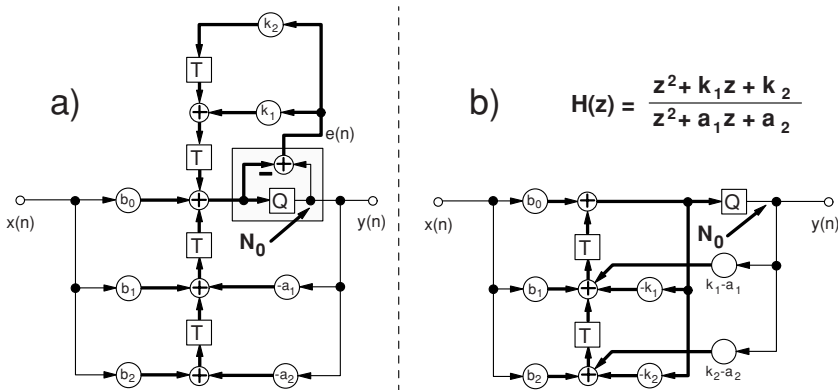 k2
T
a)
k1
e(n)
T
–
b0
Q
x(n)
y(n)
N0
T
b1
-a1
T
b2
-a2
b)
H(z) = z² + k1z + k2 / z² + a1z + a2
b0
Q
x(n)
y(n)
N0
T
k1-a1
b1
-k1
T
k2-a2
b2
-k2